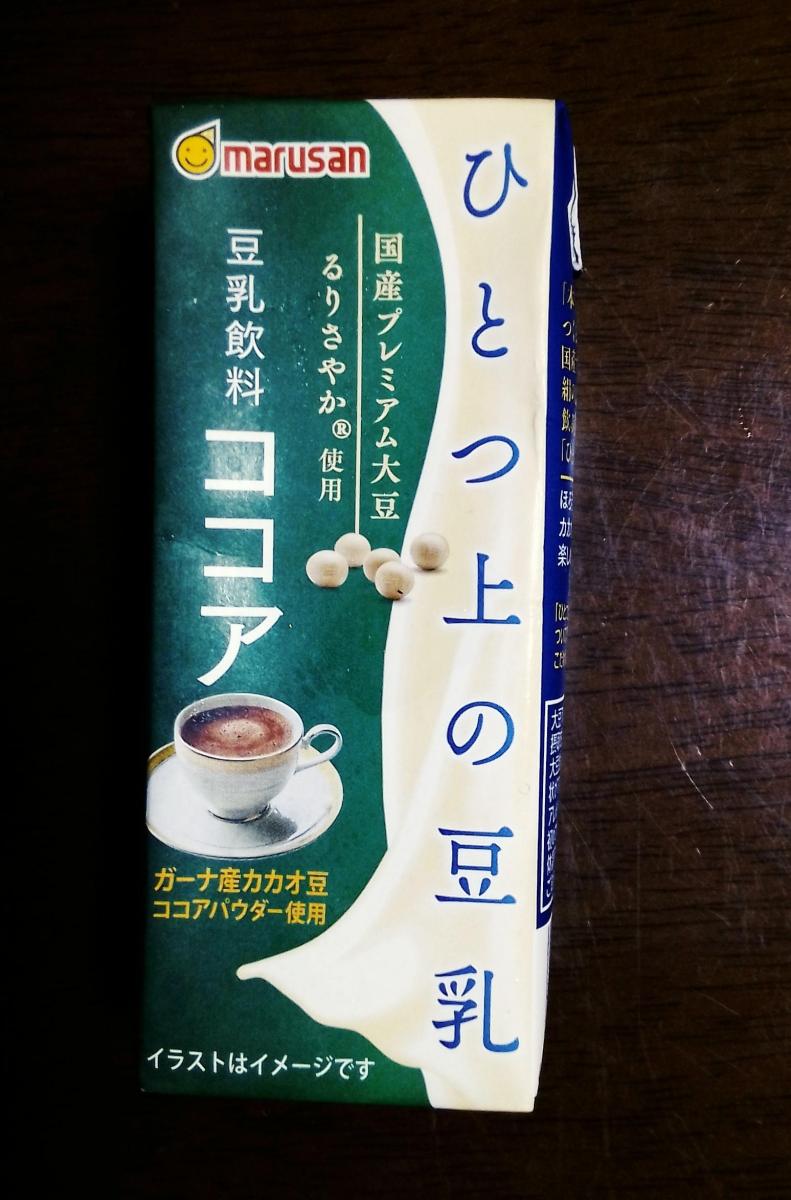 marusan
ひとつ上の豆乳
国産プレミアム大豆
るりさやか®使用
豆乳飲料
ココア
ガーナ産カカオ豆
ココアパウダー使用
イラストはイメージです